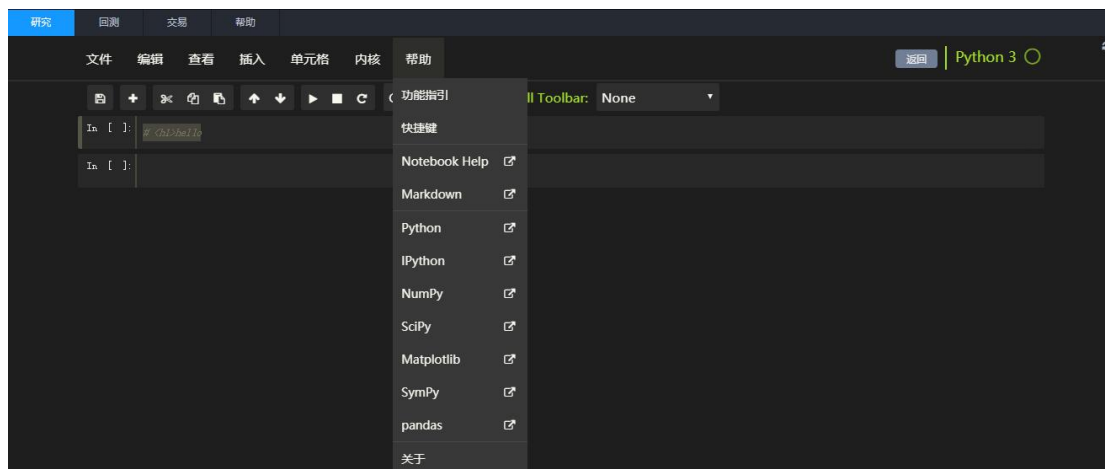 研究 回测 交易 帮助
文件 编辑 查看 插入 单元格 内核 帮助 返回 Python 3
功能指引 ll Toolbar: None
In [ ]: # <h1>hello
快捷键
In [ ]:
Notebook Help
Markdown
Python
IPython
NumPy
SciPy
Matplotlib
SymPy
pandas
关于